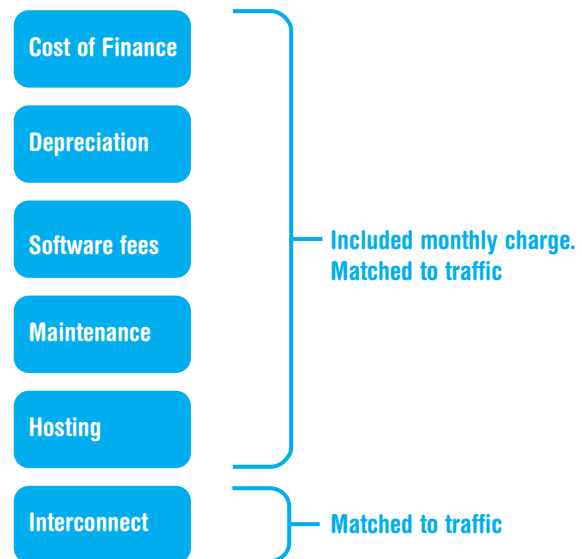 Cost of Finance
Depreciation
Software fees
Included monthly charge.
Matched to traffic
Maintenance
Hosting
Interconnect
Matched to traffic